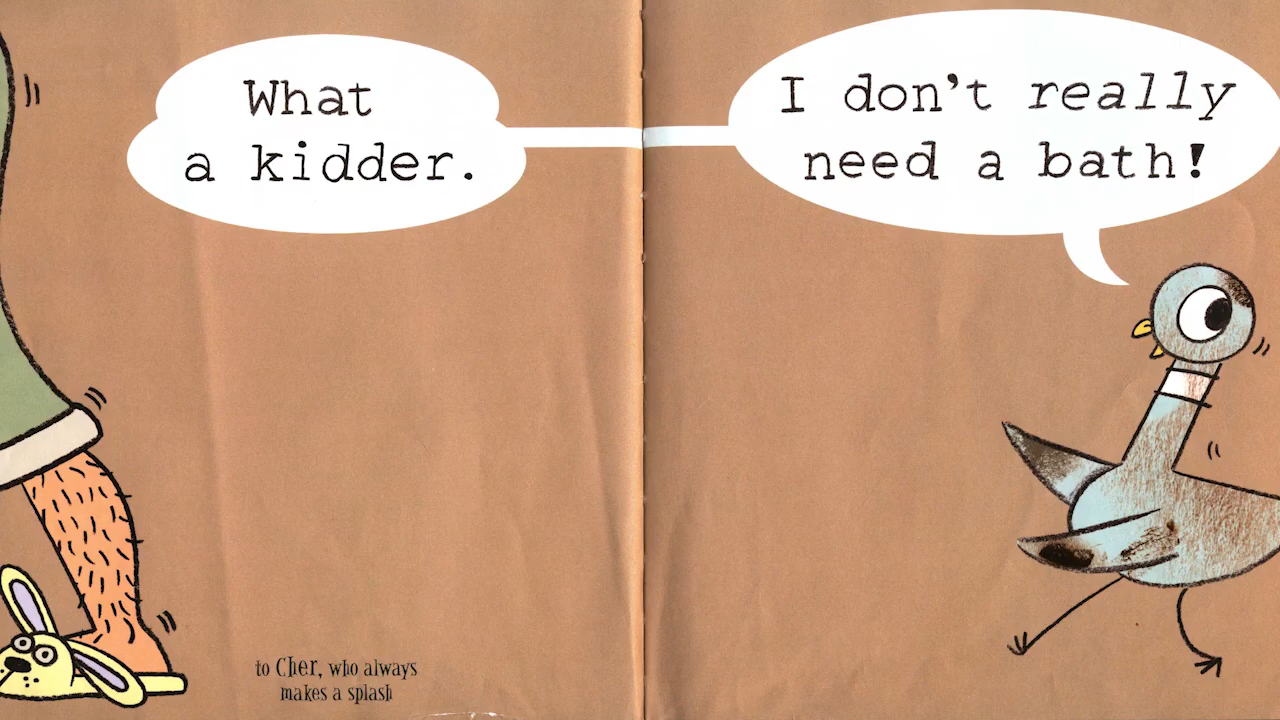 What
a kidder.
I don't really
need a bath!
to Cher, who always
makes a splash